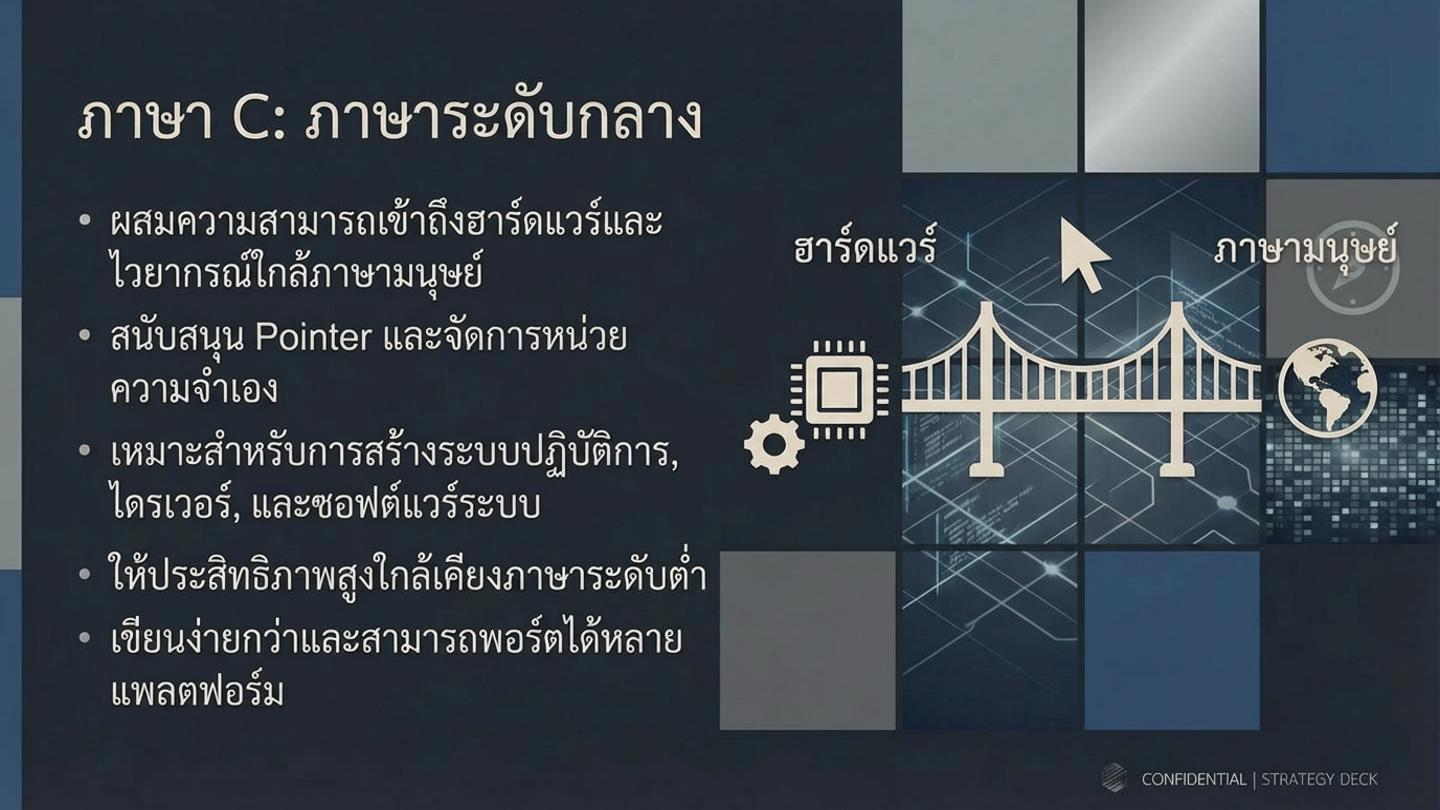 ภาษา C: ภาษาระดับกลาง
• ผสมความสามารถเข้าถึงฮาร์ดแวร์และ
ไวยากรณ์ใกล้ภาษามนุษย์
• สนับสนุน Pointer และจัดการหน่วย
ความจำเอง
• เหมาะสำหรับการสร้างระบบปฏิบัติการ,
ไดรเวอร์, และซอฟต์แวร์ระบบ
• ให้ประสิทธิภาพสูงใกล้เคียงภาษาระดับต่ำ
• เขียนง่ายกว่าและสามารถพอร์ตได้หลาย
แพลตฟอร์ม
ฮาร์ดแวร์
ภาษามนุษย์
CONFIDENTIAL | STRATEGY DECK